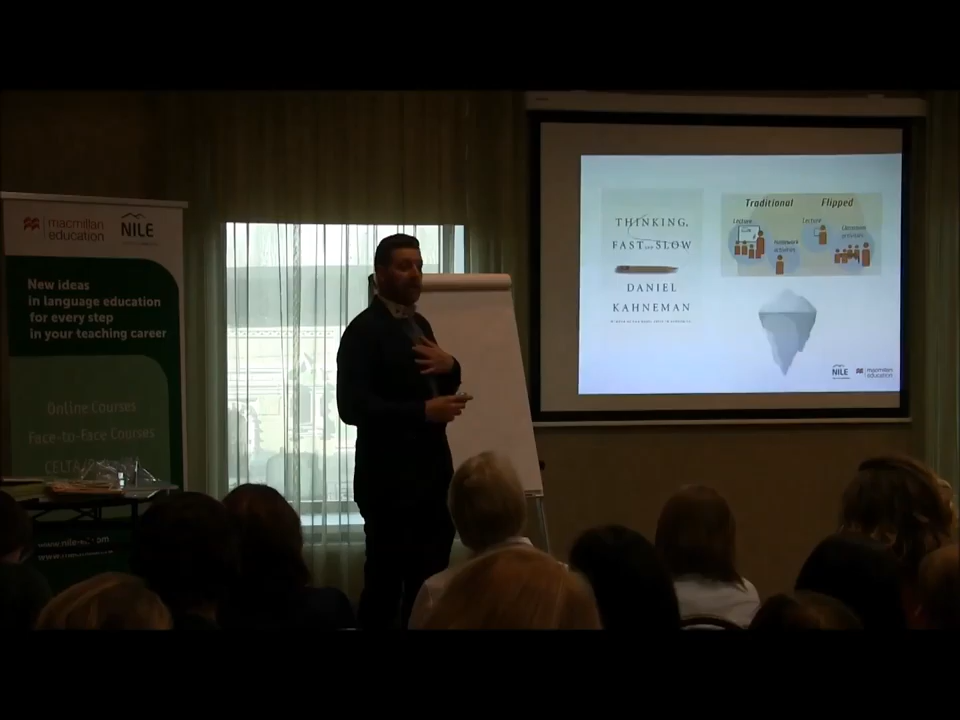 macmillan
education
NILE
New ideas
in language education
for every step
in your teaching career
Online Courses
Face-to-Face Courses
THINKING,
FAST AND SLOW
DANIEL
KAHNEMAN
Traditional
Flipped
Lecture
Homework
activities
Lecture
Classroom
activities
NILE
macmillan
education